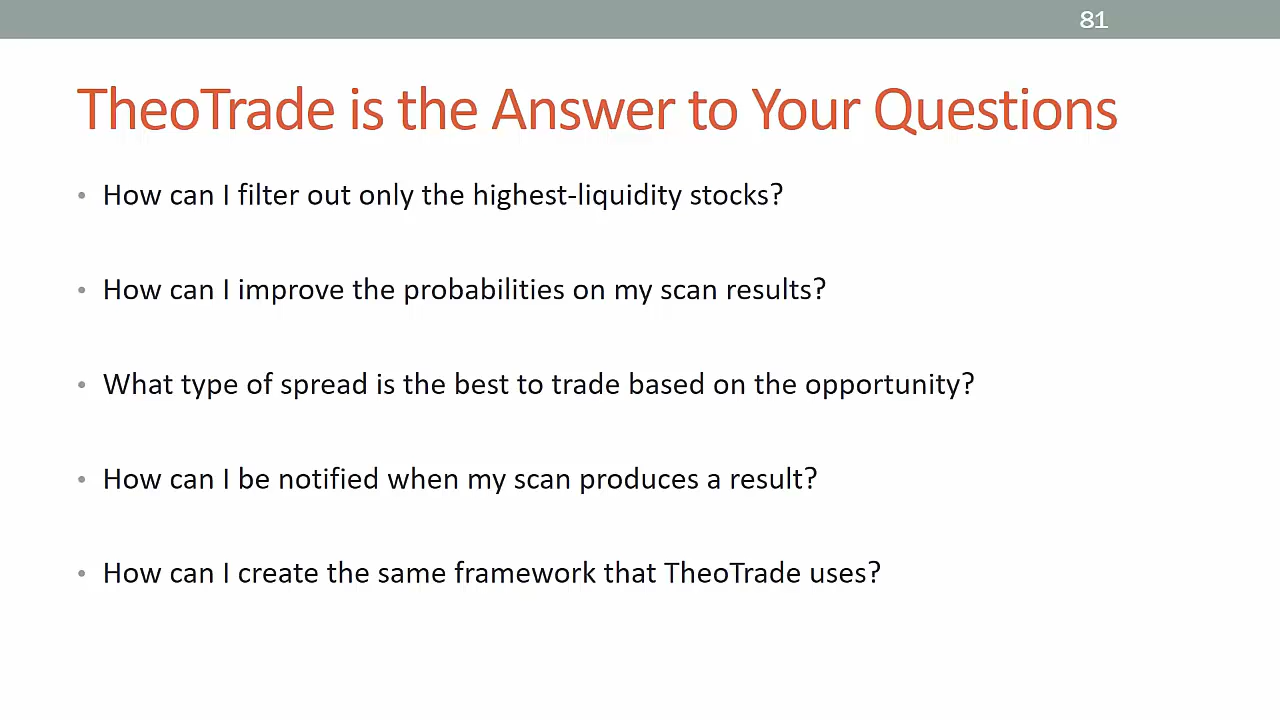 81
TheoTrade is the Answer to Your Questions
• How can I filter out only the highest-liquidity stocks?
• How can I improve the probabilities on my scan results?
• What type of spread is the best to trade based on the opportunity?
• How can I be notified when my scan produces a result?
• How can I create the same framework that TheoTrade uses?